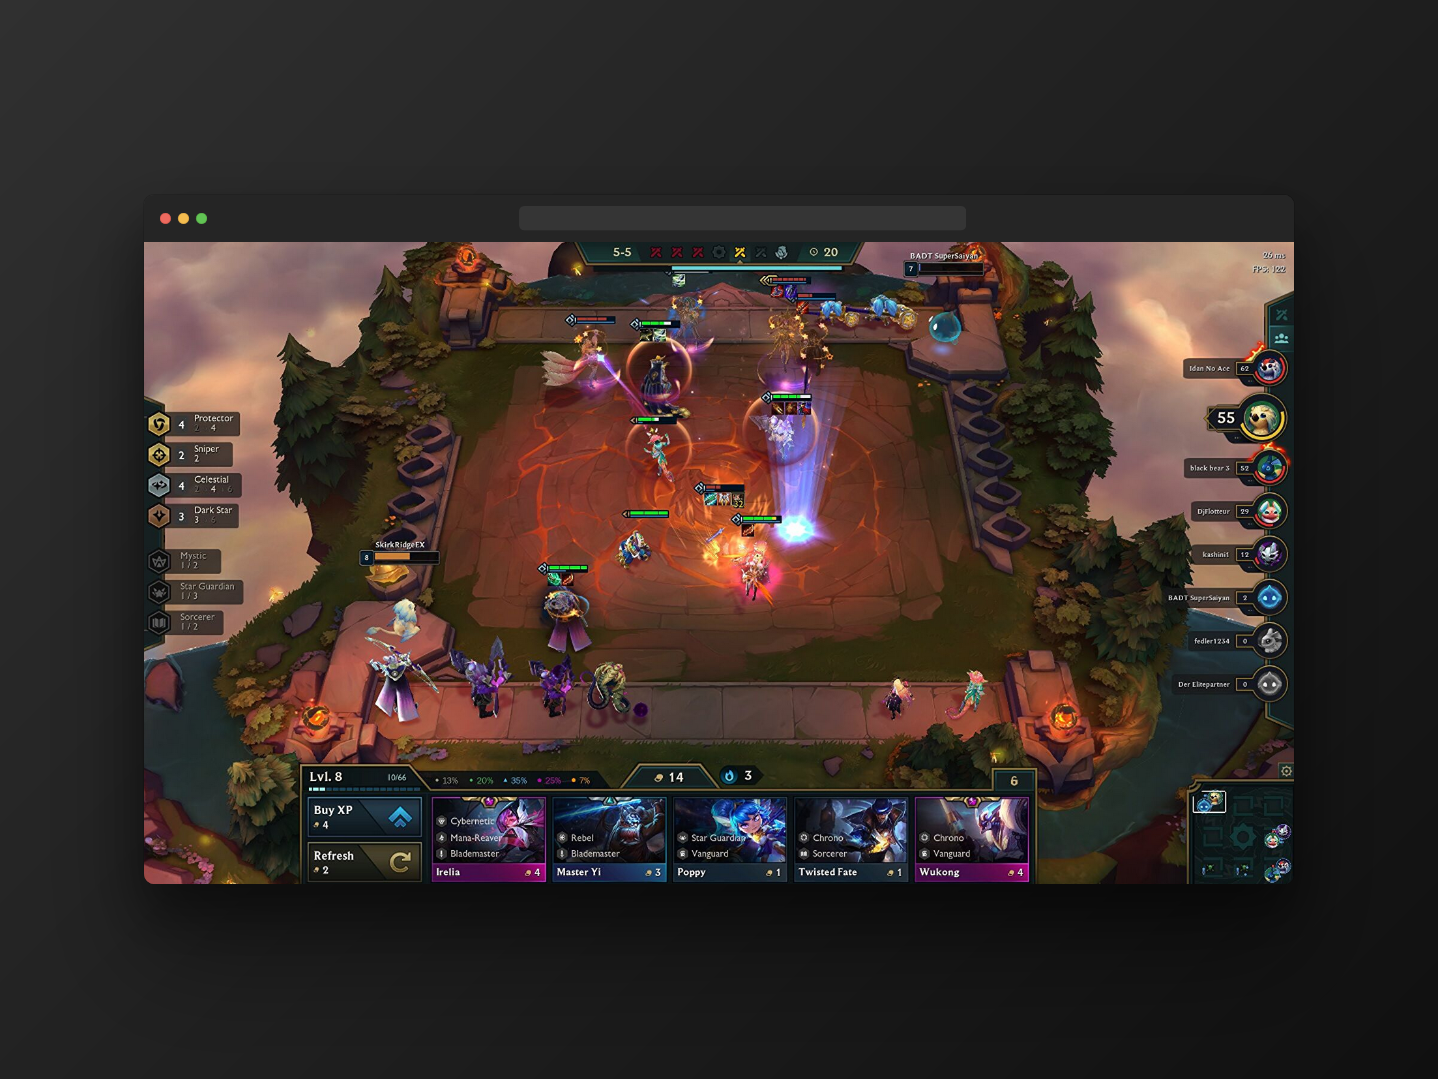 5-5
20
BADT SuperSaiyan
7
26 ms
FPS: 122
Idan No Ace 62
55
black bear 3 52
DjFlotteur 29
kashinit 12
BADT SuperSaiyan 2
fedler1234 0
Der Elitepartner 0
4 Protector
2 4
2 Sniper
2
4 Celestial
2 4 6
3 Dark Star
3 6
Mystic
1 / 2
Star Guardian
1 / 3
Sorcerer
1 / 2
SkirkRidgeEX
8
32
Lvl. 8 10/66
13% 20% 35% 25% 7%
14
3
6
Buy XP
4
Refresh
2
Cybernetic
Mana-Reaver
Blademaster
Irelia 4
Rebel
Blademaster
Master Yi 3
Star Guardian
Vanguard
Poppy 1
Chrono
Sorcerer
Twisted Fate 1
Chrono
Vanguard
Wukong 4